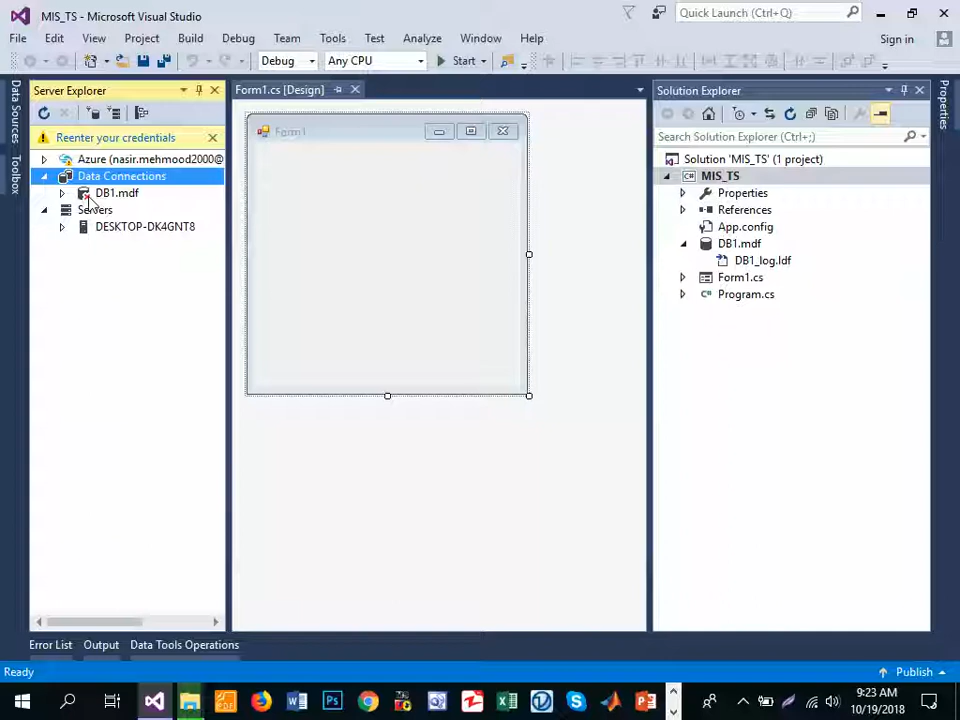 MIS_TS - Microsoft Visual Studio
Quick Launch (Ctrl+Q)
File Edit View Project Build Debug Team Tools Test Analyze Window Help
Sign in
Debug Any CPU Start
Data Sources
Toolbox
Server Explorer
Reenter your credentials
Azure (nasir.mehmood2000@
Data Connections
DB1.mdf
Servers
DESKTOP-DK4GNT8
Form1.cs [Design]
Form1
Solution Explorer
Search Solution Explorer (Ctrl+;)
Solution 'MIS_TS' (1 project)
MIS_TS
Properties
References
App.config
DB1.mdf
DB1_log.ldf
Form1.cs
Program.cs
Properties
Error List Output Data Tools Operations
Ready
Publish
9:23 AM
10/19/2018